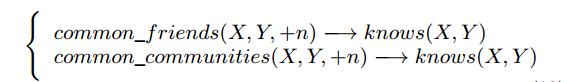 common_friends(X, Y, +n) ⟶ knows(X, Y)
common_communities(X, Y, +n) ⟶ knows(X, Y)